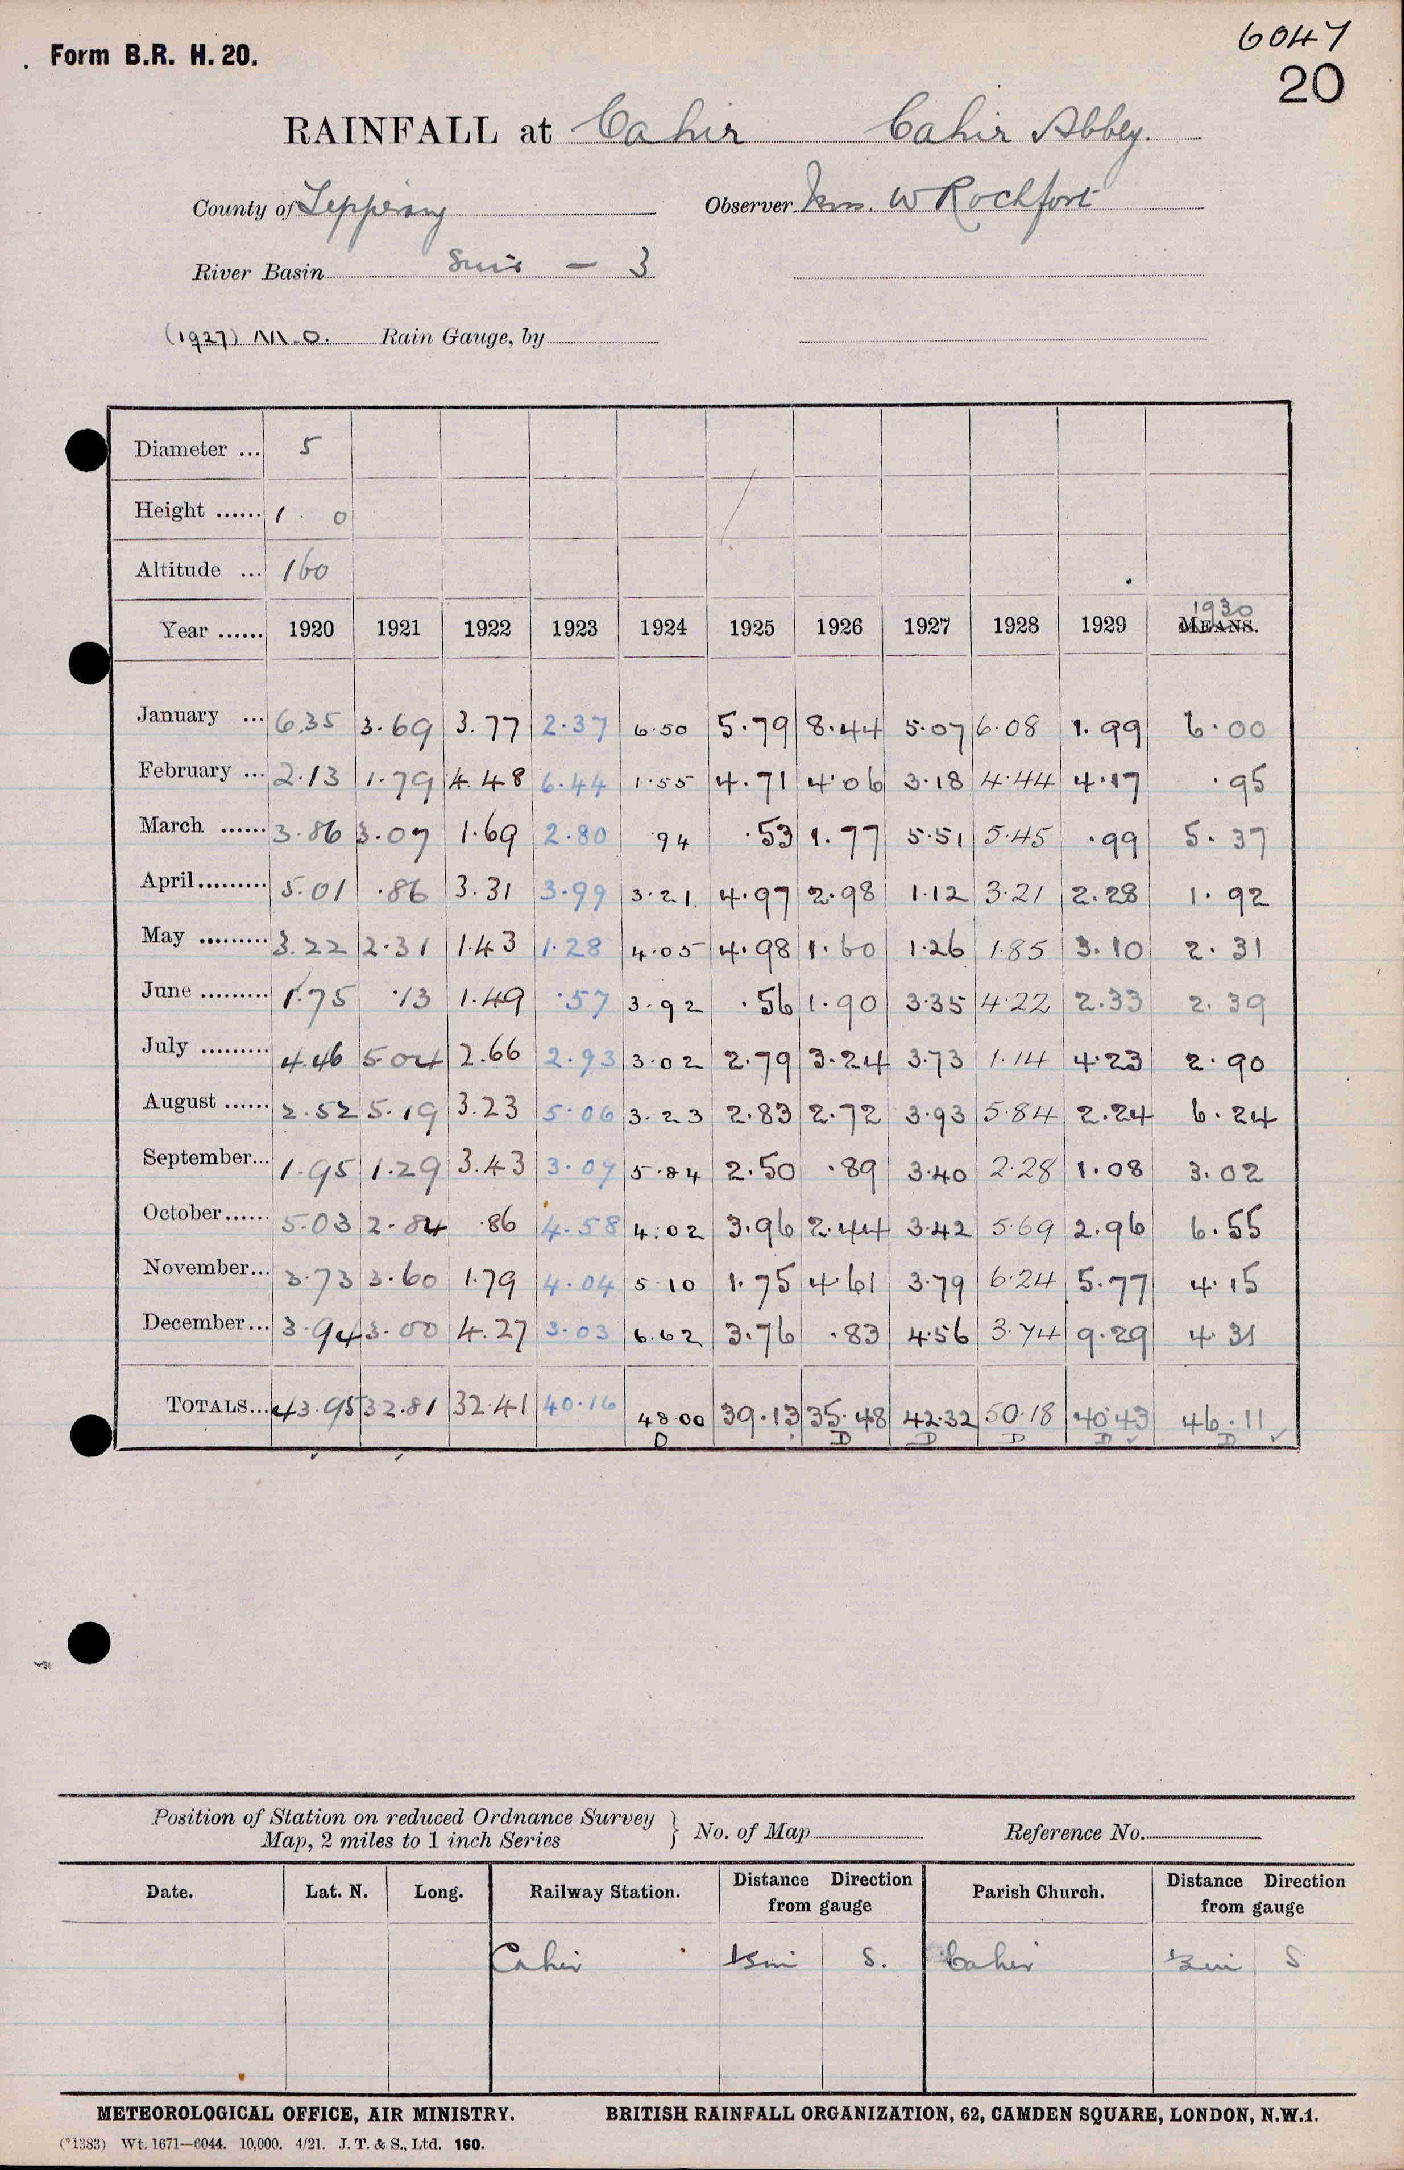 6047
Form B.R. H. 20.
20
RAINFALL at Cahir Cahir Abbey.
County of Tipperary Observer W Rochfort
River Basin Suir — 3
(1927) M.O. Rain Gauge, by
Diameter ... 5
Height ...... 1 . 0
Altitude ... 160
1930
Year ...... 1920 1921 1922 1923 1924 1925 1926 1927 1928 1929 MEANS.
January ... 6.35 3.69 3.77 2.37 6.50 5.79 8.44 5.07 6.08 1.99 6.00
February ... 2.13 1.79 4.48 6.44 1.55 4.71 4.06 3.18 4.44 4.17 .95
March ...... 3.86 3.07 1.69 2.80 .94 .53 1.77 5.51 5.45 .99 5.37
April ......... 5.01 .86 3.31 3.99 3.21 4.97 2.98 1.12 3.21 2.28 1.92
May ......... 3.22 2.31 1.43 1.28 4.05 4.98 1.60 1.26 1.85 3.10 2.31
June ......... 1.75 .13 1.49 .57 3.92 .56 1.90 3.35 4.22 2.33 2.39
July ......... 4.46 5.04 2.66 2.93 3.02 2.79 3.24 3.73 1.14 4.23 2.90
August ...... 2.52 5.19 3.23 5.06 3.23 2.83 2.72 3.93 5.84 2.24 6.24
September... 1.95 1.29 3.43 3.07 5.84 2.50 .89 3.40 2.28 1.08 3.02
October...... 5.03 2.84 .86 4.58 4.02 3.96 2.44 3.42 5.69 2.96 6.55
November... 3.73 3.60 1.79 4.04 5.10 1.75 4.61 3.79 6.24 5.77 4.15
December... 3.94 3.00 4.27 3.03 6.62 3.76 .83 4.56 3.74 9.29 4.31
TOTALS... 43.95 32.81 32.41 40.16 48.00 39.13 35.48 42.32 50.18 40.43 46.11
D D D D D D
Position of Station on reduced Ordnance Survey
Map, 2 miles to 1 inch Series } No. of Map Reference No.
Date. Lat. N. Long. Railway Station. Distance Direction from gauge Parish Church. Distance Direction from gauge
Cahir ½mi S. Cahir ½mi S
METEOROLOGICAL OFFICE, AIR MINISTRY. BRITISH RAINFALL ORGANIZATION, 62, CAMDEN SQUARE, LONDON, N.W.1.
(*1383) Wt. 1671—6044. 10,000. 4/21. J. T. & S., Ltd. 160.